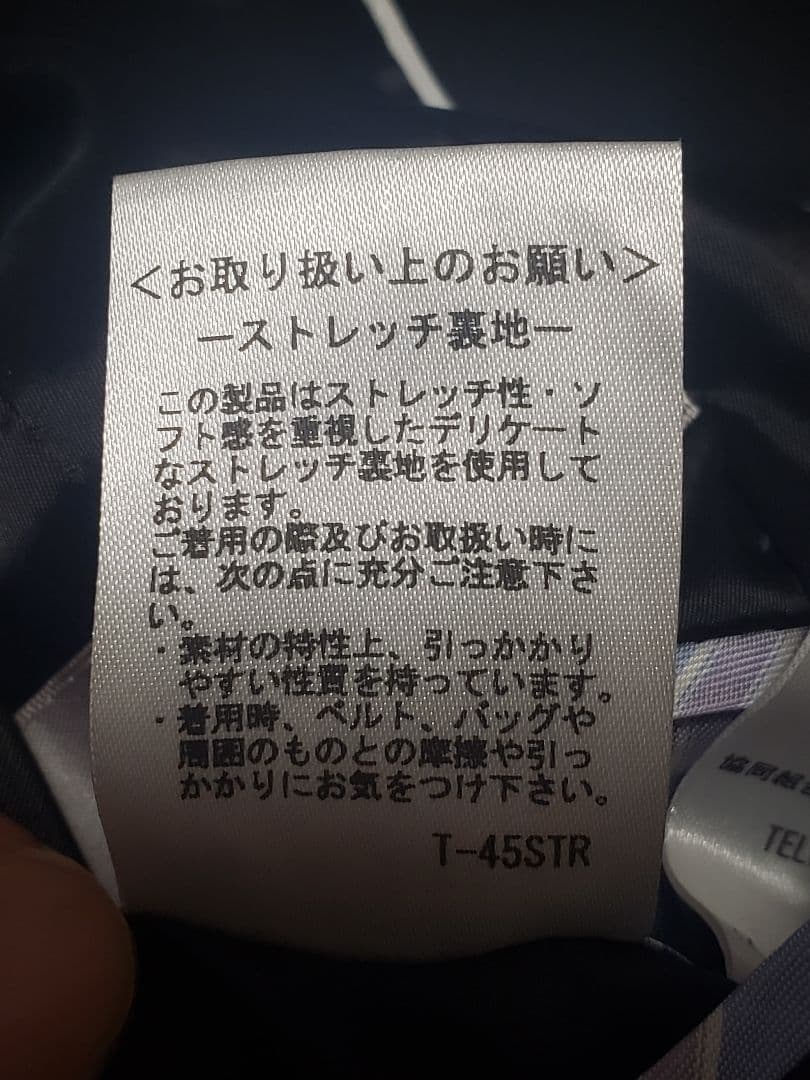 ＜お取り扱い上のお願い＞
ーストレッチ裏地ー
この製品はストレッチ性・ソ
フト感を重視したデリケート
なストレッチ裏地を使用して
おります。
ご着用の際及びお取扱い時に
は、次の点に充分ご注意下さ
い。
・素材の特性上、引っかかり
やすい性質を持っています。
・着用時、ベルト、バッグや
周囲のものとの摩擦や引っ
かかりにお気をつけ下さい。
T-45STR
協同組
TEL